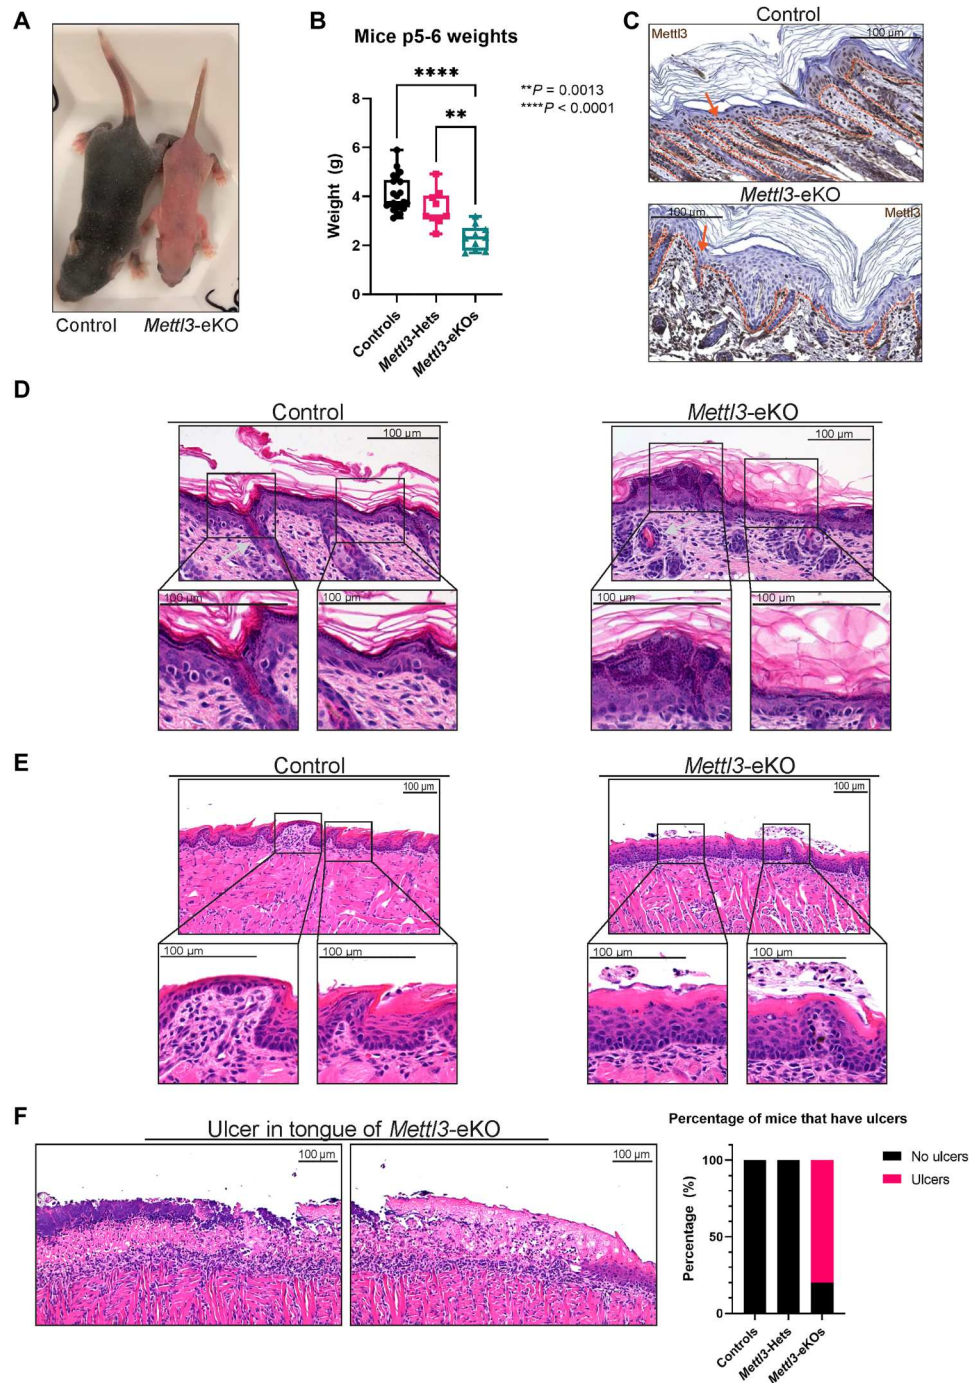 A
Control
Mettl3-eKO
B
Mice p5-6 weights
****
**
**P = 0.0013
****P < 0.0001
Weight (g)
8
6
4
2
0
Controls
Mettl3-Hets
Mettl3-eKOs
C
Control
Mettl3
100 µm
Mettl3-eKO
100 µm
Mettl3
D
Control
100 µm
100 µm
100 µm
Mettl3-eKO
100 µm
100 µm
100 µm
E
Control
100 µm
100 µm
100 µm
Mettl3-eKO
100 µm
100 µm
100 µm
F
Ulcer in tongue of Mettl3-eKO
100 µm
100 µm
Percentage of mice that have ulcers
Percentage (%)
100
50
0
Controls
Mettl3-Hets
Mettl3-eKOs
No ulcers
Ulcers